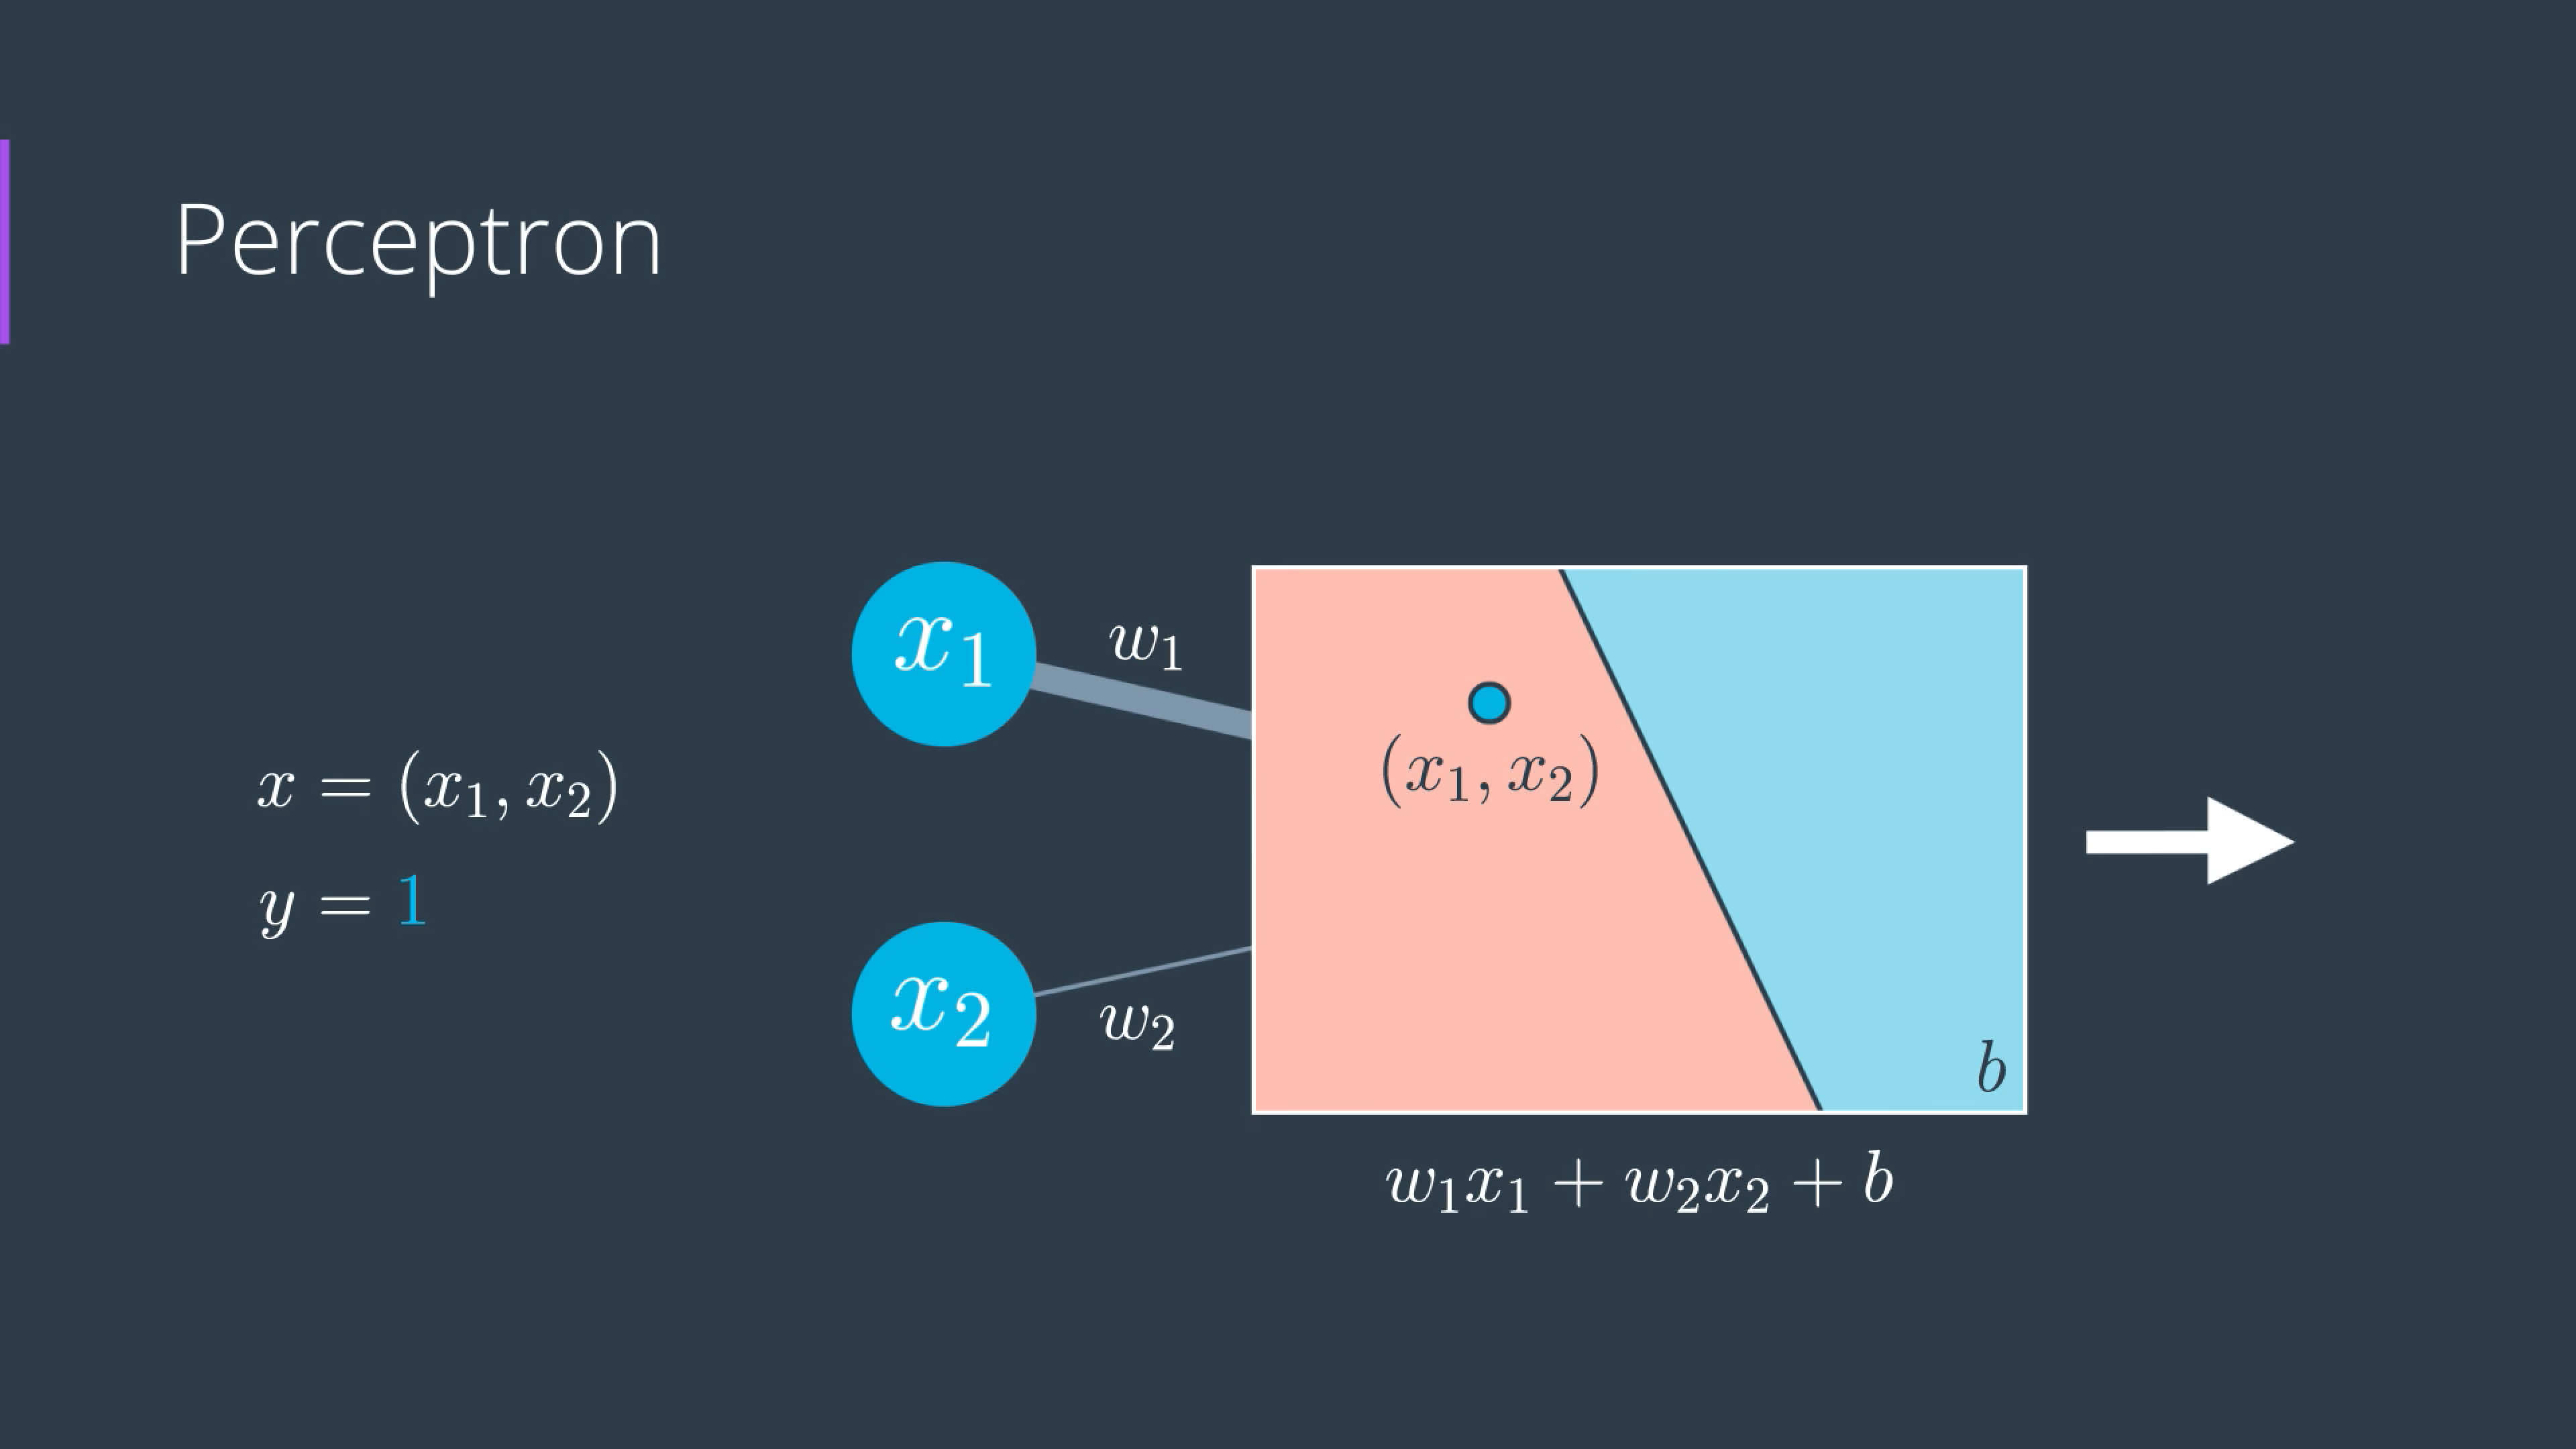 Perceptron
x = (x₁, x₂)
y = 1
x₁
w₁
x₂
w₂
(x₁, x₂)
b
w₁x₁ + w₂x₂ + b